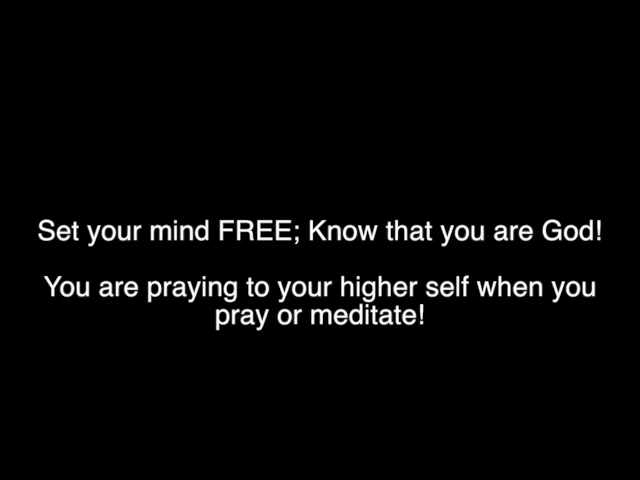 Set your mind FREE; Know that you are God!
You are praying to your higher self when you
pray or meditate!